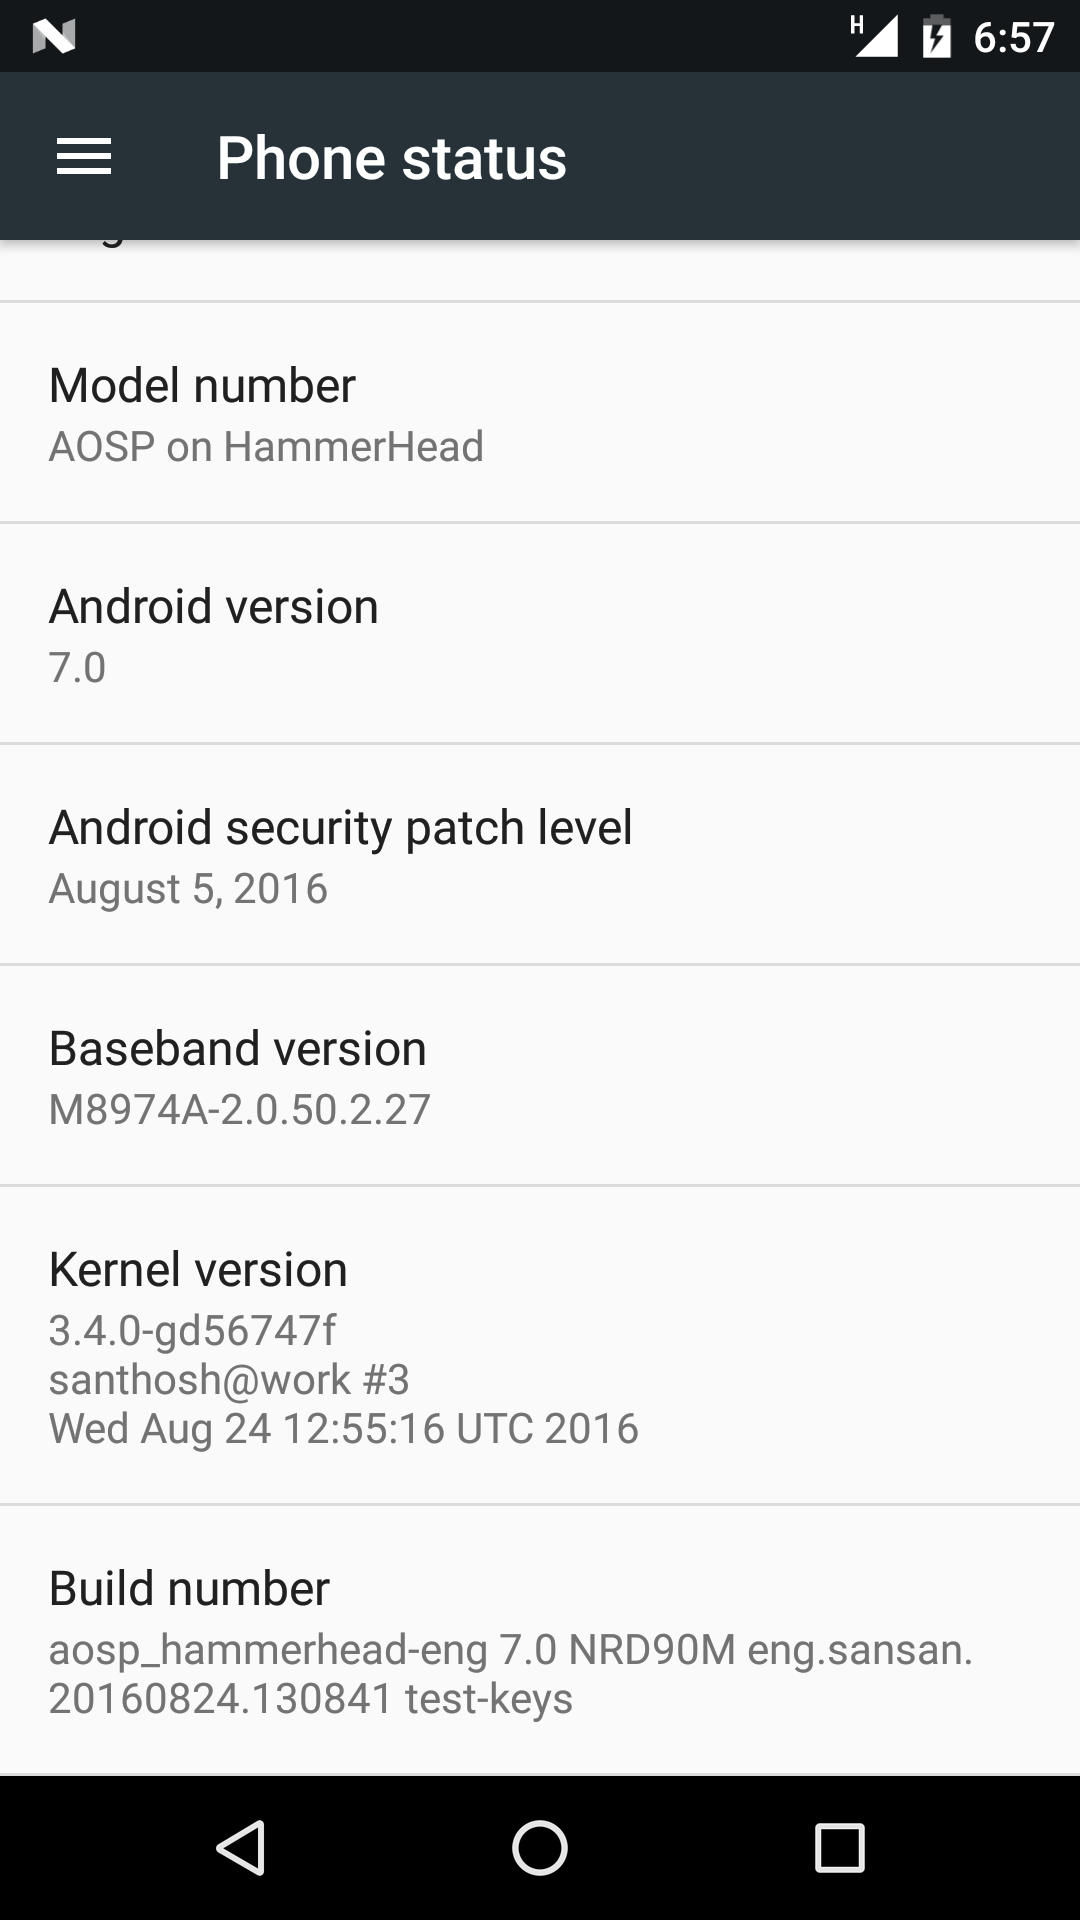 H 6:57
Phone status
Model number
AOSP on HammerHead
Android version
7.0
Android security patch level
August 5, 2016
Baseband version
M8974A-2.0.50.2.27
Kernel version
3.4.0-gd56747f
santhosh@work #3
Wed Aug 24 12:55:16 UTC 2016
Build number
aosp_hammerhead-eng 7.0 NRD90M eng.sansan.
20160824.130841 test-keys